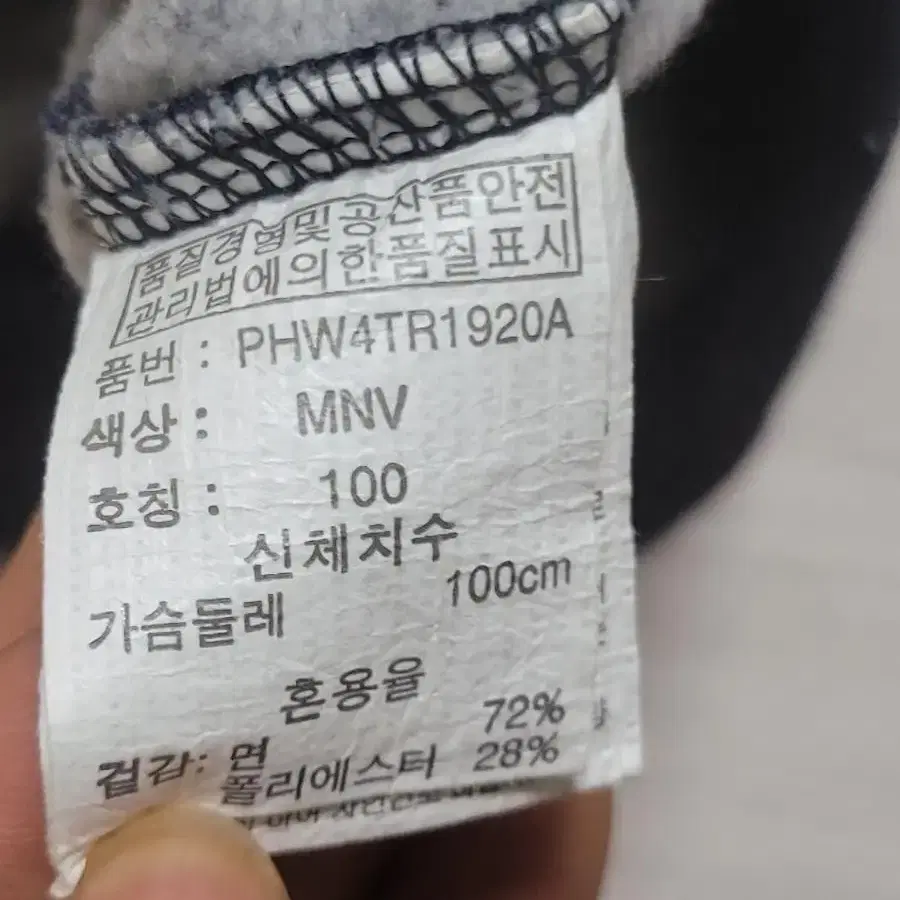 품질경영및공산품안전
관리법에의한품질표시
품번 : PHW4TR1920A
색상 : MNV
호칭 : 100
신체치수
가슴둘레 100cm
혼용율
겉감: 면 72%
폴리에스터 28%